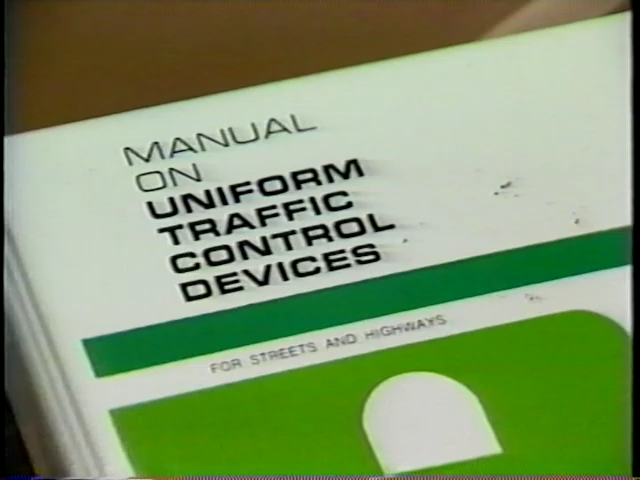 MANUAL
ON
UNIFORM
TRAFFIC
CONTROL
DEVICES
FOR STREETS AND HIGHWAYS